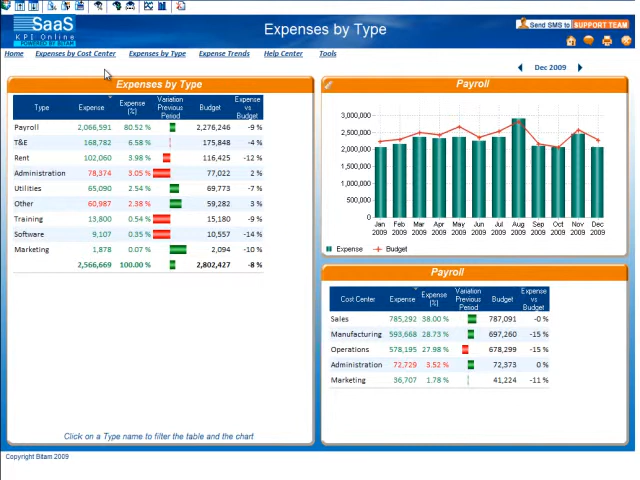 SaaS
KPI Online
POWERED BY BITAM
Expenses by Type
Send SMS to SUPPORT TEAM
Home Expenses by Cost Center Expenses by Type Expense Trends Help Center Tools
Dec 2009
Expenses by Type
Type Expense Expense (%) Variation Previous Period Budget Expense vs Budget
Payroll 2,066,591 80.52 % 2,276,246 -9 %
T&E 168,782 6.58 % 175,848 -4 %
Rent 102,060 3.98 % 116,425 -12 %
Administration 78,374 3.05 % 77,022 2 %
Utilities 65,090 2.54 % 69,773 -7 %
Other 60,987 2.38 % 59,282 3 %
Training 13,800 0.54 % 15,180 -9 %
Software 9,107 0.35 % 10,557 -14 %
Marketing 1,878 0.07 % 2,094 -10 %
2,566,669 100.00 % 2,802,427 -8 %
Click on a Type name to filter the table and the chart
Payroll
3,000,000
2,500,000
2,000,000
1,500,000
1,000,000
500,000
0
Jan Feb Mar Apr May Jun Jul Aug Sep Oct Nov Dec
2009 2009 2009 2009 2009 2009 2009 2009 2009 2009 2009 2009
Expense Budget
Payroll
Cost Center Expense Expense (%) Variation Previous Period Budget Expense vs Budget
Sales 785,292 38.00 % 787,091 -0 %
Manufacturing 593,668 28.73 % 697,260 -15 %
Operations 578,195 27.98 % 678,299 -15 %
Administration 72,729 3.52 % 72,373 0 %
Marketing 36,707 1.78 % 41,224 -11 %
Copyright Bitam 2009